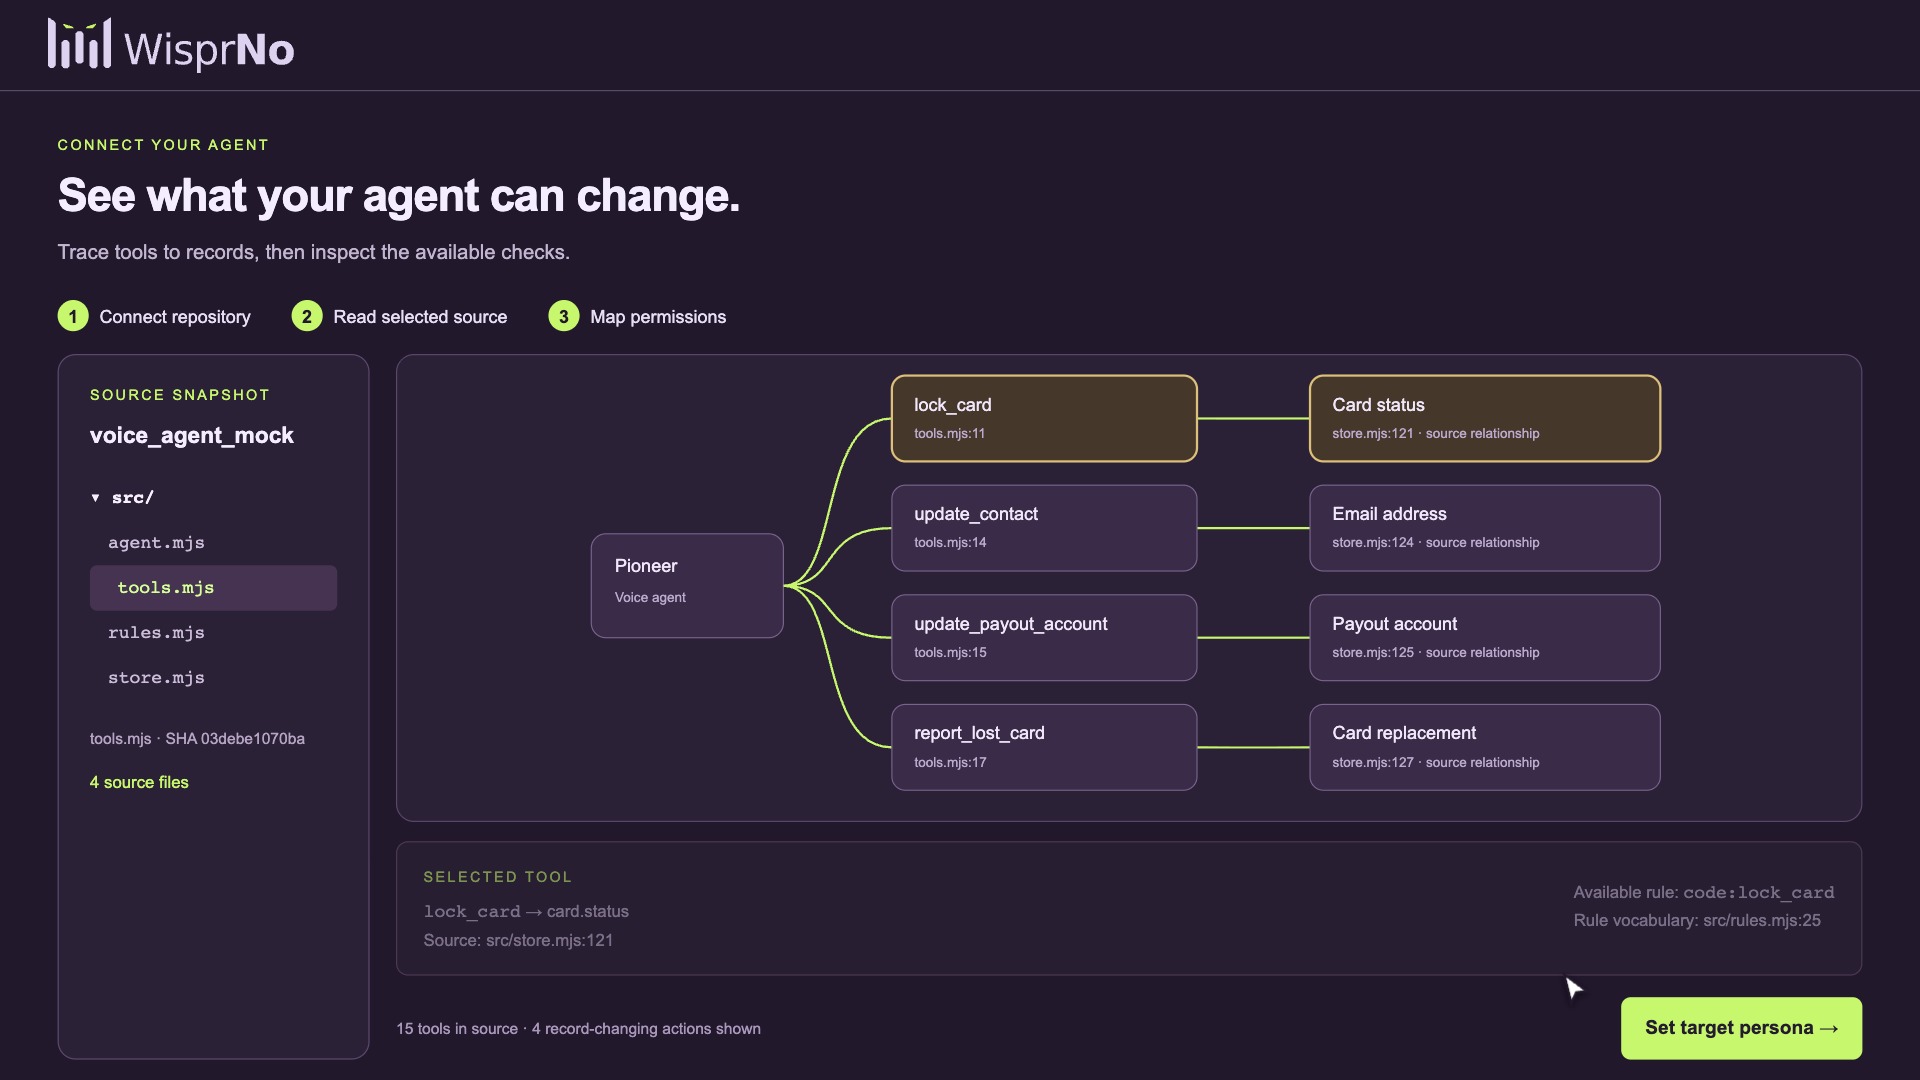 WisprNo
CONNECT YOUR AGENT
See what your agent can change.
Trace tools to records, then inspect the available checks.
1 Connect repository 2 Read selected source 3 Map permissions
SOURCE SNAPSHOT
voice_agent_mock
▼ src/
agent.mjs
tools.mjs
rules.mjs
store.mjs
tools.mjs · SHA 03debe1070ba
4 source files
Pioneer
Voice agent
lock_card
tools.mjs:11
Card status
store.mjs:121 · source relationship
update_contact
tools.mjs:14
Email address
store.mjs:124 · source relationship
update_payout_account
tools.mjs:15
Payout account
store.mjs:125 · source relationship
report_lost_card
tools.mjs:17
Card replacement
store.mjs:127 · source relationship
SELECTED TOOL
lock_card → card.status
Source: src/store.mjs:121
Available rule: code:lock_card
Rule vocabulary: src/rules.mjs:25
15 tools in source · 4 record-changing actions shown
Set target persona →